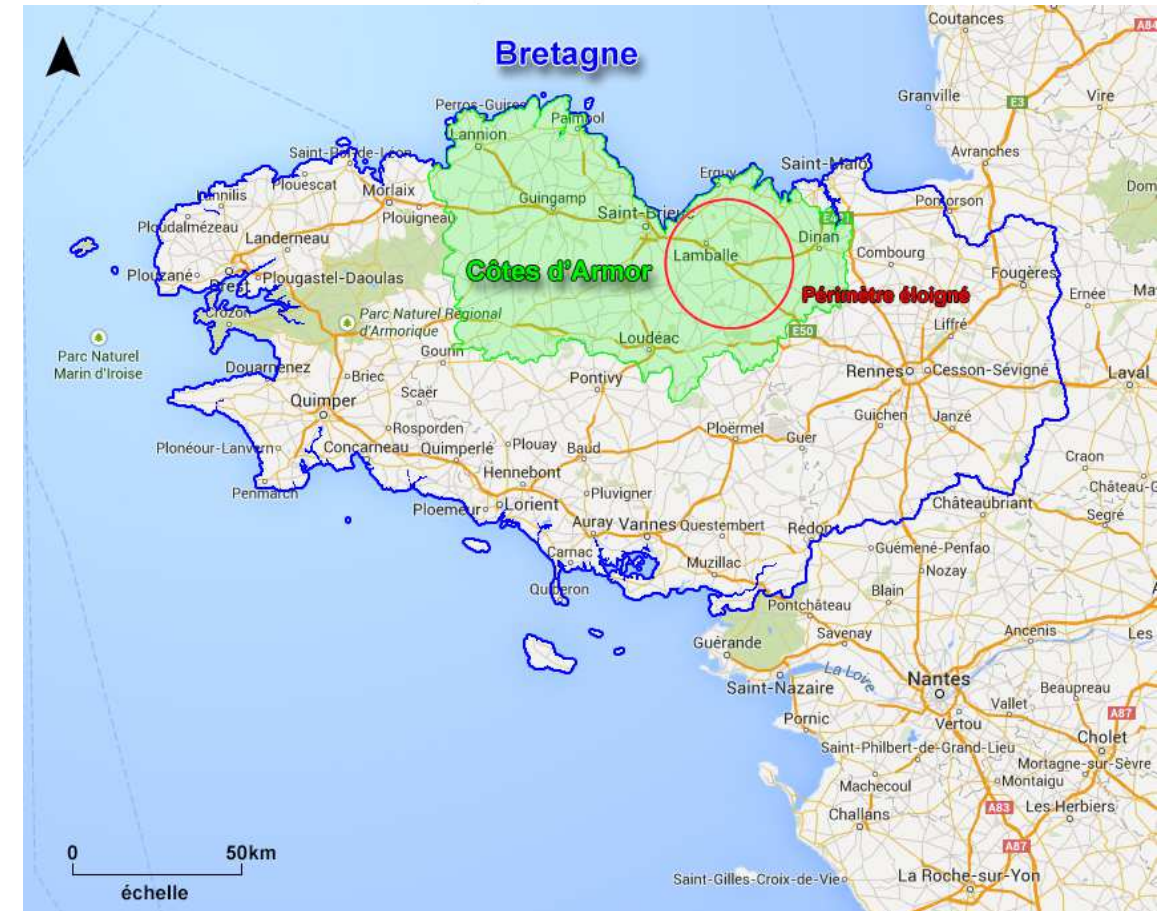 Coutances
A84
Bretagne
Granville
E3
Vire
Perros-Guirec
Paimpol
Lannion
Avranches
Saint-Pol-de-Léon
Erquy
Saint-Malo
Dom
Lannilis
Plouescat
Morlaix
Guingamp
Saint-Brieuc
Pontorson
Plouigneau
E401
Ploudalmézeau
Landerneau
Lamballe
Dinan
Combourg
Plouzané
Brest
Plougastel-Daoulas
Côtes d'Armor
Fougères
Périmètre éloigné
Ernée
Crozon
Parc Naturel Régional
d'Armorique
E50
Liffré
Parc Naturel
Marin d'Iroise
Gourin
Loudéac
Douarnenez
Briec
Pontivy
Rennes
Cesson-Sévigné
Laval
Quimper
Scaër
Guichen
Janzé
Rosporden
Ploërmel
Guer
Plonéour-Lanvern
Concarneau
Quimperlé
Plouay
Baud
Craon
Hennebont
Penmarch
Ploemeur
Lorient
Pluvigner
Châteaubriant
Château-G
Segré
Auray
Vannes
Questembert
Redon
Carnac
Guémené-Penfao
Muzillac
Nozay
Quiberon
Blain
Pontchâteau
Ancenis
Les
Guérande
Savenay
La Loire
Nantes
Saint-Nazaire
Beaupreau
Vallet
A87
Pornic
Vertou
Cholet
Saint-Philbert-de-Grand-Lieu
Mortagne-sur-Sèvre
Machecoul
Montaigu
A83
Les Herbiers
Challans
A87
0 50km
échelle
Saint-Gilles-Croix-de-Vie
La Roche-sur-Yon